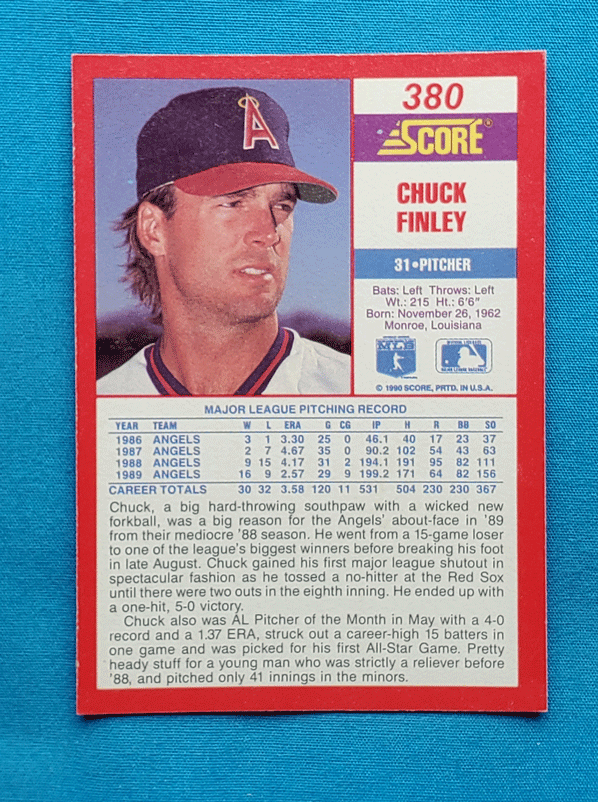 A
380
SCORE®
CHUCK
FINLEY
31•PITCHER
Bats: Left Throws: Left
Wt.: 215 Ht.: 6'6"
Born: November 26, 1962
Monroe, Louisiana
MLB
MAJOR LEAGUE BASEBALL
© 1990 SCORE, PRTD. IN U.S.A.
MAJOR LEAGUE PITCHING RECORD
YEAR TEAM W L ERA G CG IP H R BB SO
1986 ANGELS 3 1 3.30 25 0 46.1 40 17 23 37
1987 ANGELS 2 7 4.67 35 0 90.2 102 54 43 63
1988 ANGELS 9 15 4.17 31 2 194.1 191 95 82 111
1989 ANGELS 16 9 2.57 29 9 199.2 171 64 82 156
CAREER TOTALS 30 32 3.58 120 11 531 504 230 230 367
Chuck, a big hard-throwing southpaw with a wicked new
forkball, was a big reason for the Angels' about-face in '89
from their mediocre '88 season. He went from a 15-game loser
to one of the league's biggest winners before breaking his foot
in late August. Chuck gained his first major league shutout in
spectacular fashion as he tossed a no-hitter at the Red Sox
until there were two outs in the eighth inning. He ended up with
a one-hit, 5-0 victory.
Chuck also was AL Pitcher of the Month in May with a 4-0
record and a 1.37 ERA, struck out a career-high 15 batters in
one game and was picked for his first All-Star Game. Pretty
heady stuff for a young man who was strictly a reliever before
'88, and pitched only 41 innings in the minors.